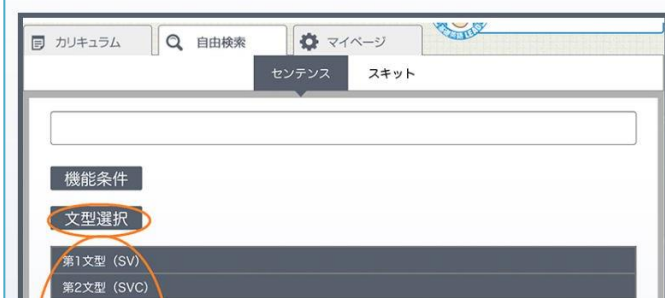 カリキュラム 自由検索 マイページ
センテンス スキット
機能条件
文型選択
第1文型（SV）
第2文型（SVC）